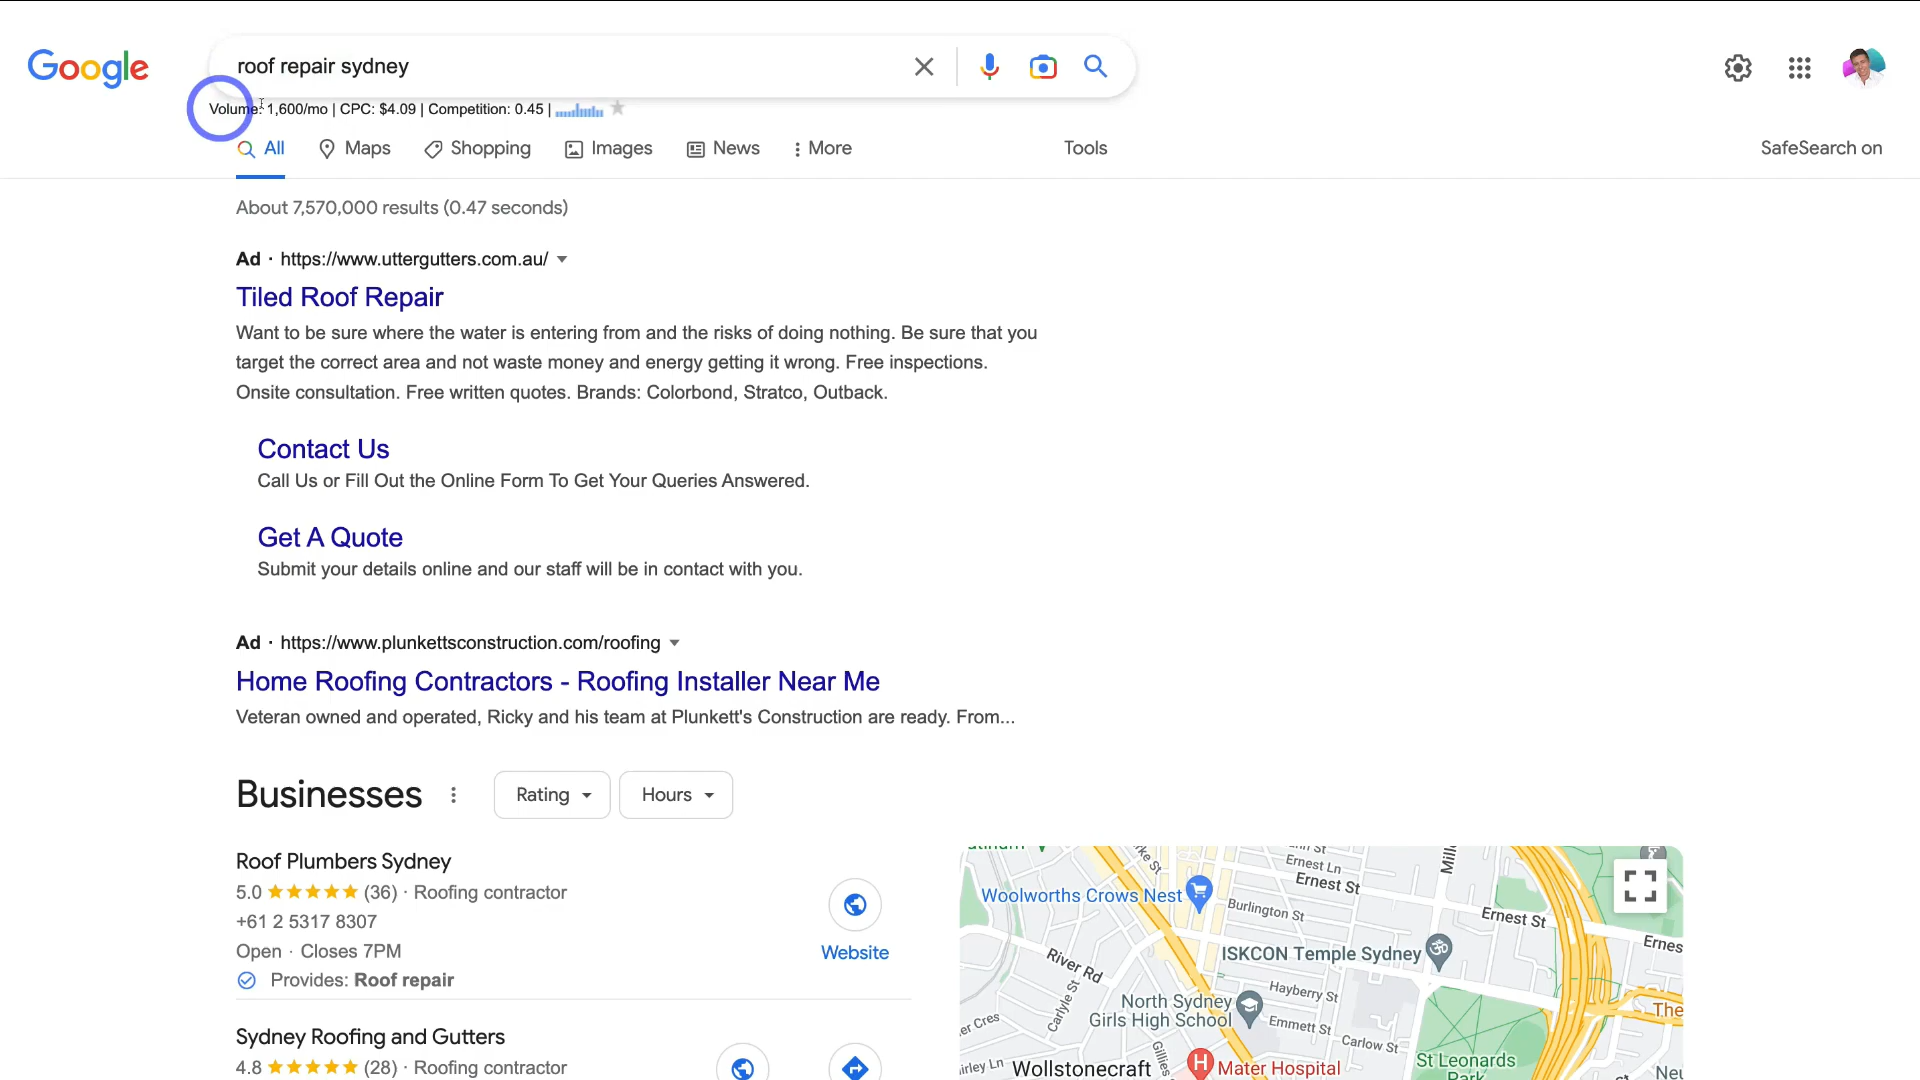 Google
roof repair sydney
Volume: 1,600/mo | CPC: $4.09 | Competition: 0.45 |
All Maps Shopping Images News More Tools SafeSearch on
About 7,570,000 results (0.47 seconds)
Ad · https://www.uttergutters.com.au/
Tiled Roof Repair
Want to be sure where the water is entering from and the risks of doing nothing. Be sure that you
target the correct area and not waste money and energy getting it wrong. Free inspections.
Onsite consultation. Free written quotes. Brands: Colorbond, Stratco, Outback.
Contact Us
Call Us or Fill Out the Online Form To Get Your Queries Answered.
Get A Quote
Submit your details online and our staff will be in contact with you.
Ad · https://www.plunkettsconstruction.com/roofing
Home Roofing Contractors - Roofing Installer Near Me
Veteran owned and operated, Ricky and his team at Plunkett's Construction are ready. From...
Businesses Rating Hours
Roof Plumbers Sydney
5.0 (36) · Roofing contractor
+61 2 5317 8307
Open · Closes 7PM
Provides: Roof repair
Website
Sydney Roofing and Gutters
4.8 (28) · Roofing contractor
Ernest Ln
Ernest St
Woolworths Crows Nest
Burlington St
Ernest St
Ernes
ISKCON Temple Sydney
River Rd
Hayberry St
Carlyle St
North Sydney
Girls High School
Emmett St
The
er Cres
Carlow St
St Leonards
Park
Wollstonecraft
H
Mater Hospital
Neu